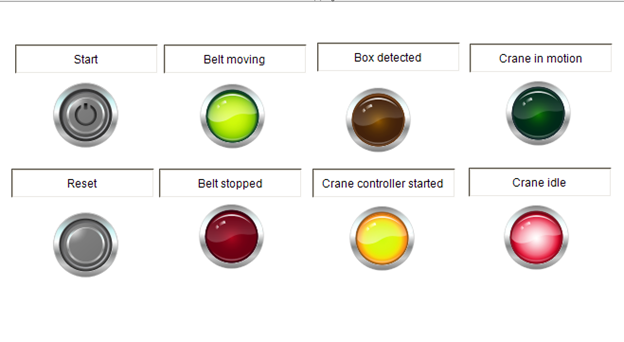 Start
Belt moving
Box detected
Crane in motion
Reset
Belt stopped
Crane controller started
Crane idle